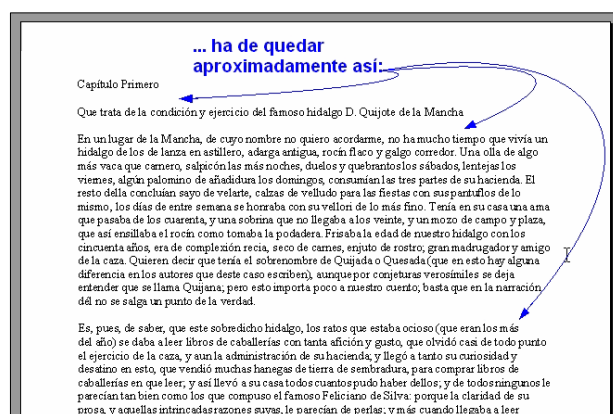 ... ha de quedar
aproximadamente así:
Capítulo Primero
Que trata de la condición y ejercicio del famoso hidalgo D. Quijote de la Mancha
En un lugar de la Mancha, de cuyo nombre no quiero acordarme, no ha mucho tiempo que vivía un
hidalgo de los de lanza en astillero, adarga antigua, rocín flaco y galgo corredor. Una olla de algo
más vaca que carnero, salpicón las más noches, duelos y quebrantos los sábados, lentejas los
viernes, algún palomino de añadidura los domingos, consumían las tres partes de su hacienda. El
resto della concluían sayo de velarte, calzas de velludo para las fiestas con sus pantuflos de lo
mismo, los días de entre semana se honraba con su vellori de lo más fino. Tenía en su casa una ama
que pasaba de los cuarenta, y una sobrina que no llegaba a los veinte, y un mozo de campo y plaza,
que así ensillaba el rocín como tomaba la podadera. Frisaba la edad de nuestro hidalgo con los
cincuenta años, era de complexión recia, seco de carnes, enjuto de rostro; gran madrugador y amigo
de la caza. Quieren decir que tenía el sobrenombre de Quijada o Quesada (que en esto hay alguna
diferencia en los autores que deste caso escriben), aunque por conjeturas verosímiles se deja
entender que se llama Quijana; pero esto importa poco a nuestro cuento; basta que en la narración
dél no se salga un punto de la verdad.
Es, pues, de saber, que este sobredicho hidalgo, los ratos que estaba ocioso (que eran los más
del año) se daba a leer libros de caballerías con tanta afición y gusto, que olvidó casi de todo punto
el ejercicio de la caza, y aun la administración de su hacienda; y llegó a tanto su curiosidad y
desatino en esto, que vendió muchas hanegas de tierra de sembradura, para comprar libros de
caballerías en que leer; y así llevó a su casa todos cuantos pudo haber dellos; y de todos ningunos le
parecían tan bien como los que compuso el famoso Feliciano de Silva: porque la claridad de su
prosa, y aquellas intrincadas razones suyas, le parecían de perlas; y más cuando llegaba a leer